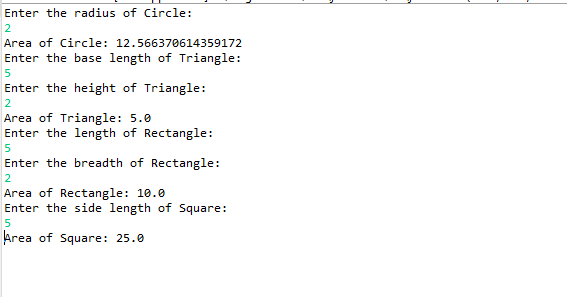 Enter the radius of Circle:
2
Area of Circle: 12.566370614359172
Enter the base length of Triangle:
5
Enter the height of Triangle:
2
Area of Triangle: 5.0
Enter the length of Rectangle:
5
Enter the breadth of Rectangle:
2
Area of Rectangle: 10.0
Enter the side length of Square:
5
Area of Square: 25.0